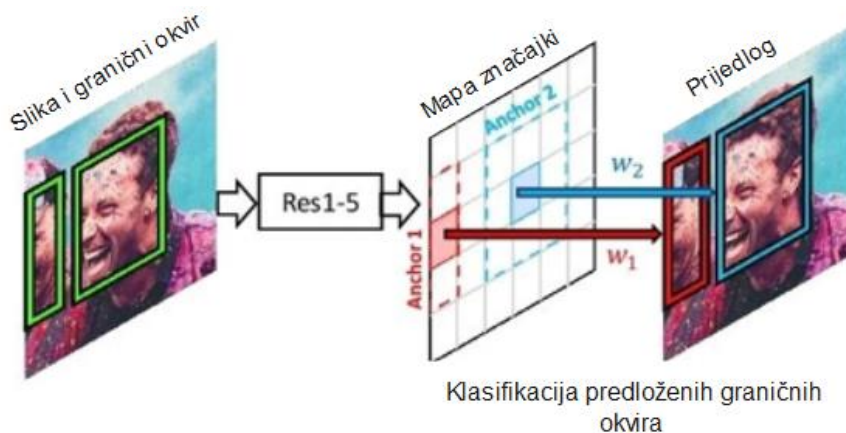 Slika i granični okvir
Res1-5
Mapa značajki
Anchor 1
Anchor 2
w₂
w₁
Prijedlog
Klasifikacija predloženih graničnih
okvira